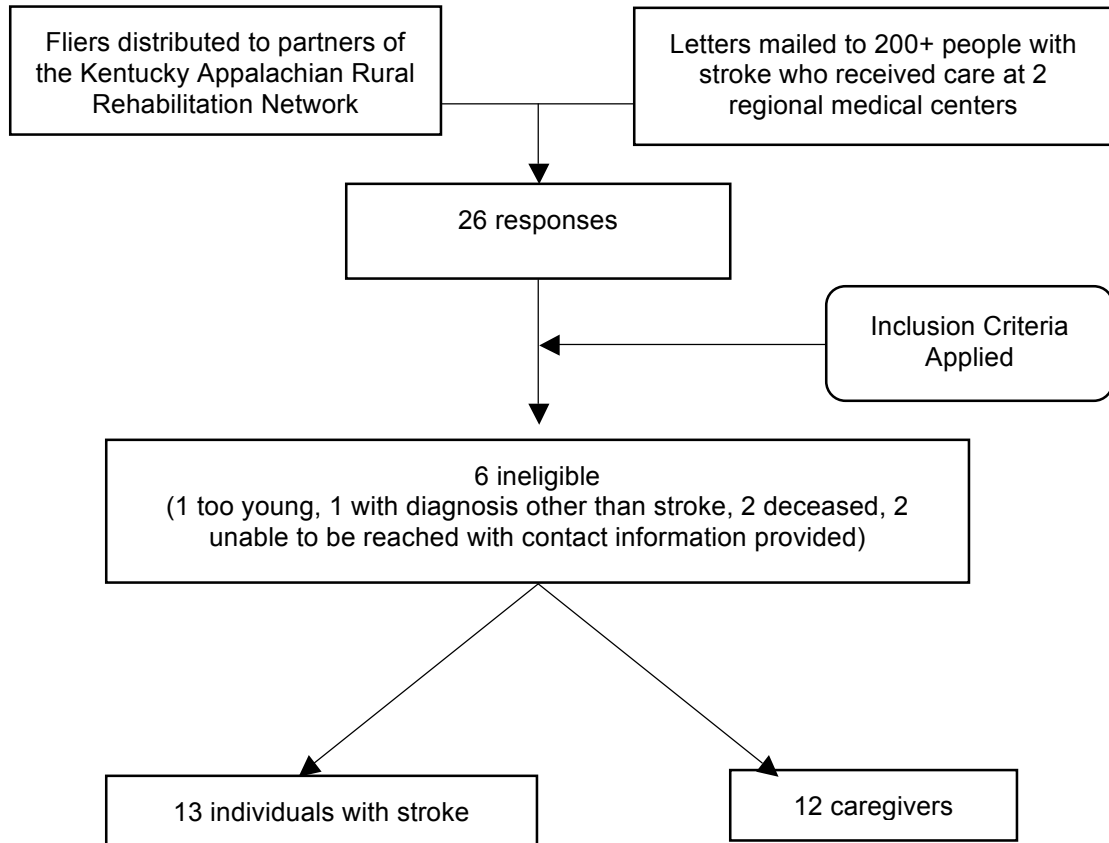 Fliers distributed to partners of
the Kentucky Appalachian Rural
Rehabilitation Network
Letters mailed to 200+ people with
stroke who received care at 2
regional medical centers
26 responses
Inclusion Criteria
Applied
6 ineligible
(1 too young, 1 with diagnosis other than stroke, 2 deceased, 2
unable to be reached with contact information provided)
13 individuals with stroke
12 caregivers